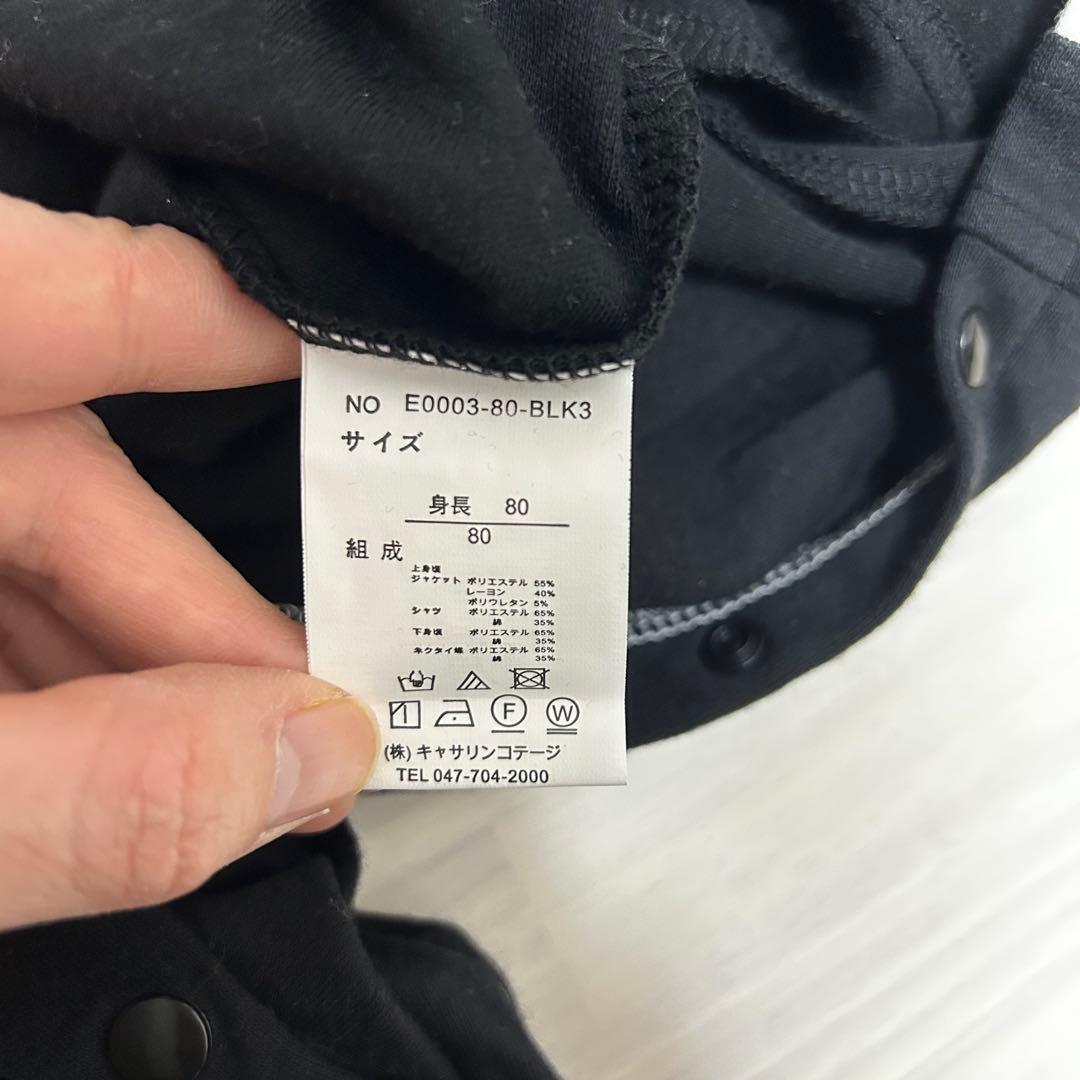 NO E0003-80-BLK3
サイズ
身長 80
80
組成
上身頃
ジャケット ポリエステル 55%
レーヨン 40%
ポリウレタン 5%
シャツ ポリエステル 65%
綿 35%
下身頃 ポリエステル 65%
綿 35%
ネクタイ蝶 ポリエステル 65%
綿 35%
F
W
(株)キャサリンコテージ
TEL 047-704-2000